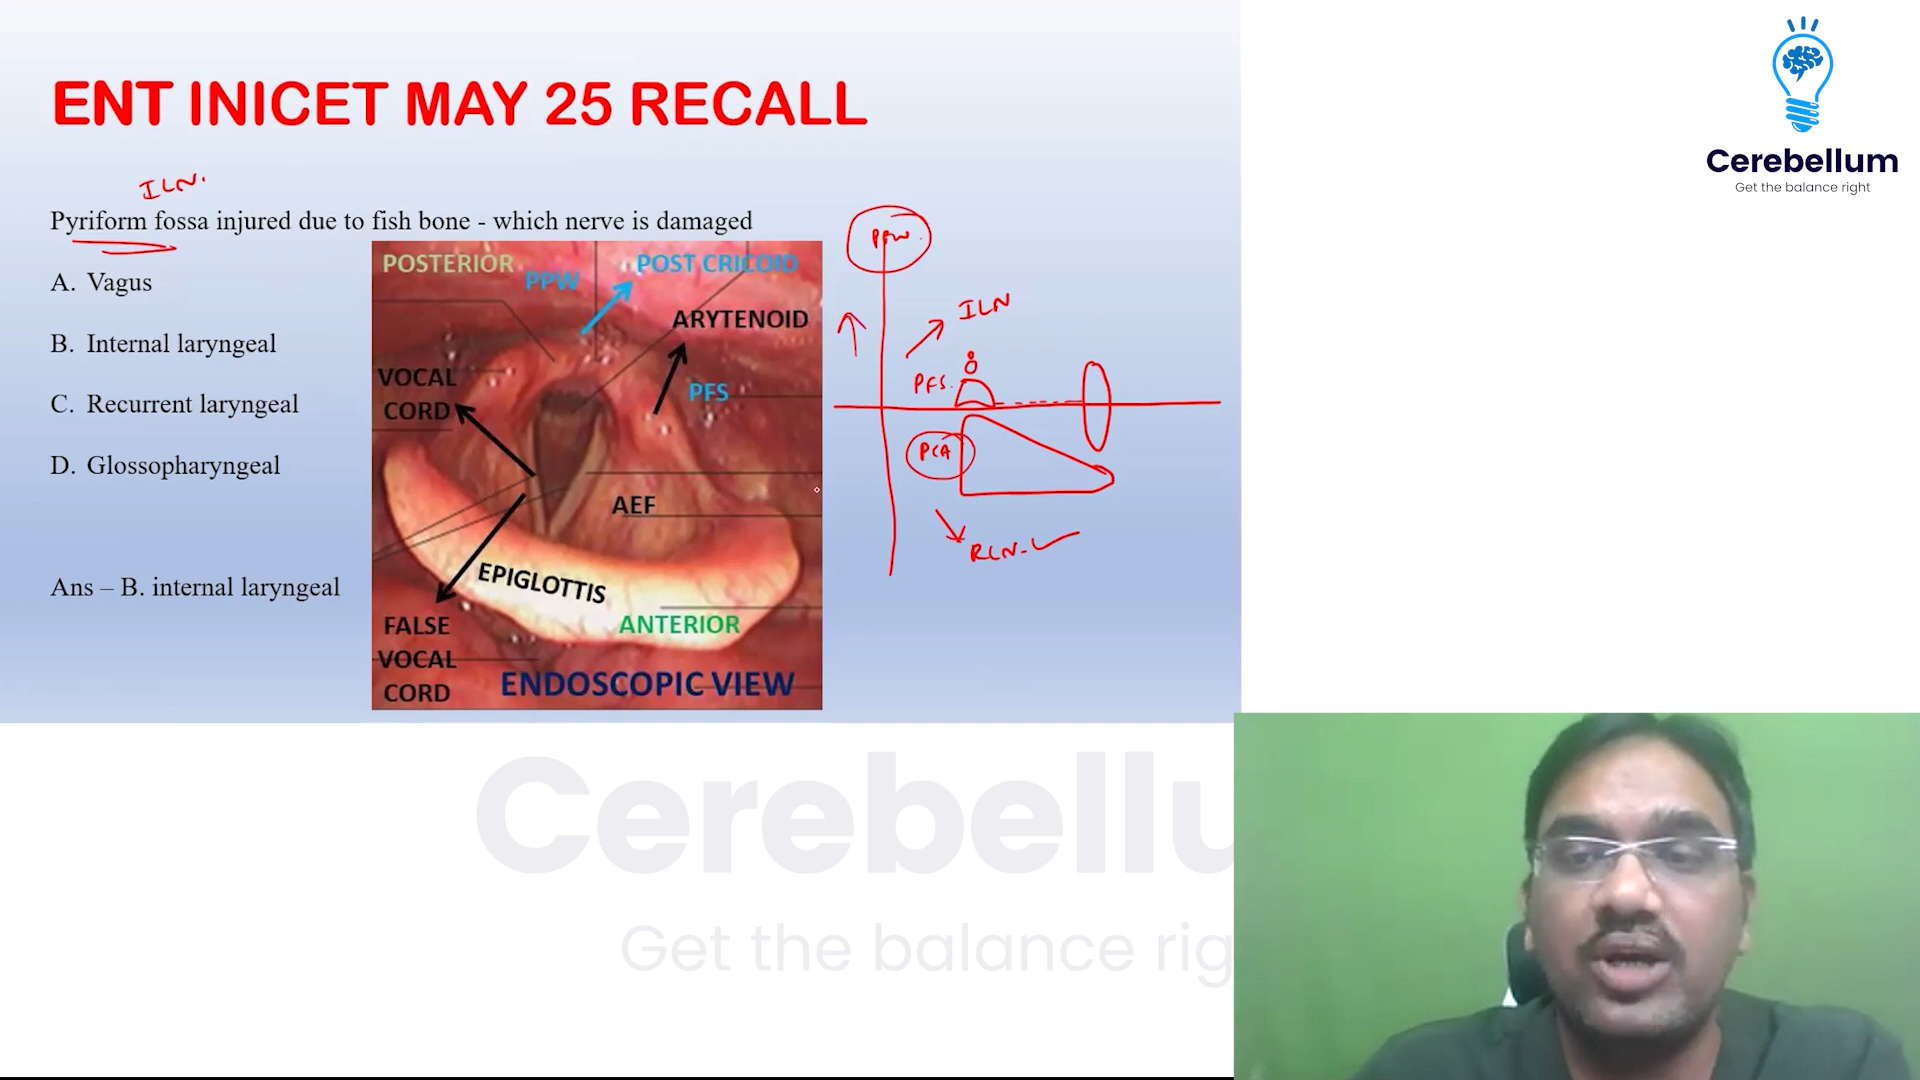 ENT INICET MAY 25 RECALL
ILN.
Pyriform fossa injured due to fish bone - which nerve is damaged
A. Vagus
B. Internal laryngeal
C. Recurrent laryngeal
D. Glossopharyngeal
Ans – B. internal laryngeal
POSTERIOR
PPW
POST CRICOID
ARYTENOID
VOCAL
CORD
PFS
AEF
EPIGLOTTIS
ANTERIOR
FALSE
VOCAL
CORD
ENDOSCOPIC VIEW
PPW.
ILN
PFS.
PCA
RLN.
Cerebellum
Get the balance right
Cerebellu
Get the balance rig